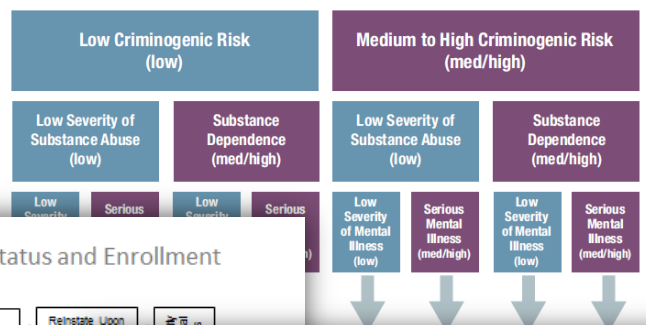 Low Criminogenic Risk
(low)
Medium to High Criminogenic Risk
(med/high)
Low Severity of
Substance Abuse
(low)
Substance
Dependence
(med/high)
Low Severity of
Substance Abuse
(low)
Substance
Dependence
(med/high)
Low
Severity
Serious
Low
Severity
Serious
Low
Severity
of Mental
Illness
(low)
Serious
Mental
Illness
(med/high)
Low
Severity
of Mental
Illness
(low)
Serious
Mental
Illness
(med/high)
tatus and Enrollment
Reinstate Upon